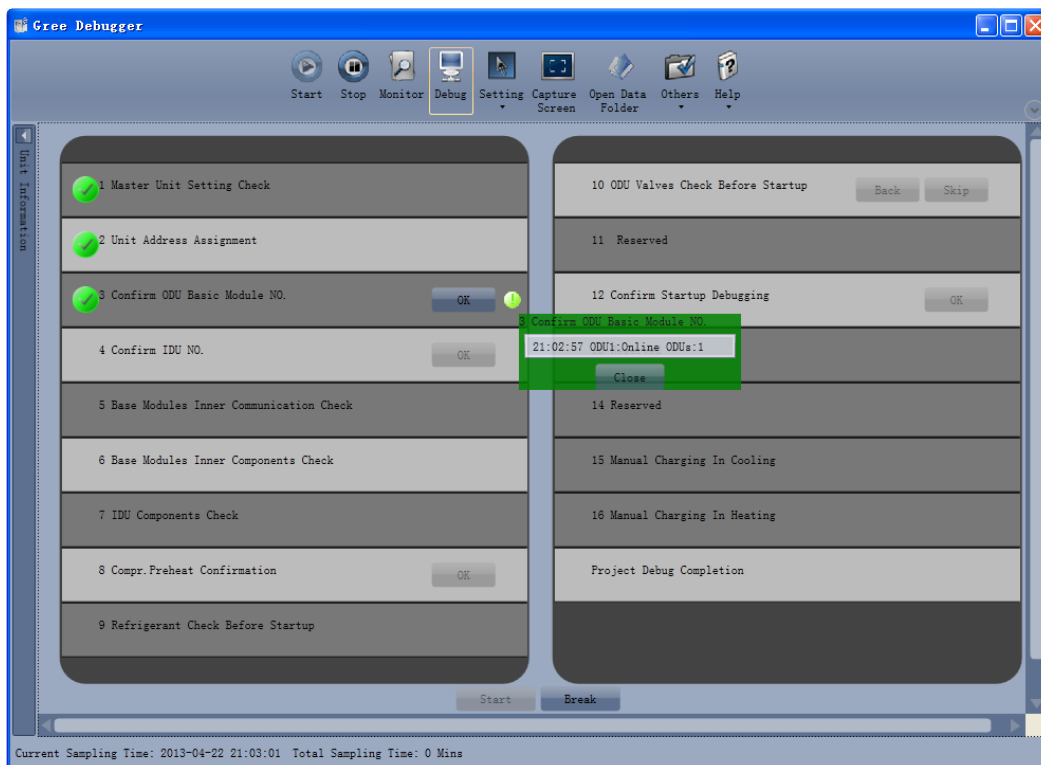 Gree Debugger
Start Stop Monitor Debug Setting Capture Screen Open Data Folder Others Help
Unit Information
1 Master Unit Setting Check
2 Unit Address Assignment
3 Confirm ODU Basic Module NO. OK
4 Confirm IDU NO. OK
5 Base Modules Inner Communication Check
6 Base Modules Inner Components Check
7 IDU Components Check
8 Compr.Preheat Confirmation OK
9 Refrigerant Check Before Startup
10 ODU Valves Check Before Startup Back Skip
11 Reserved
12 Confirm Startup Debugging OK
3 Confirm ODU Basic Module NO.
21:02:57 ODU1:Online ODUs:1
Close
14 Reserved
15 Manual Charging In Cooling
16 Manual Charging In Heating
Project Debug Completion
Start Break
Current Sampling Time: 2013-04-22 21:03:01 Total Sampling Time: 0 Mins